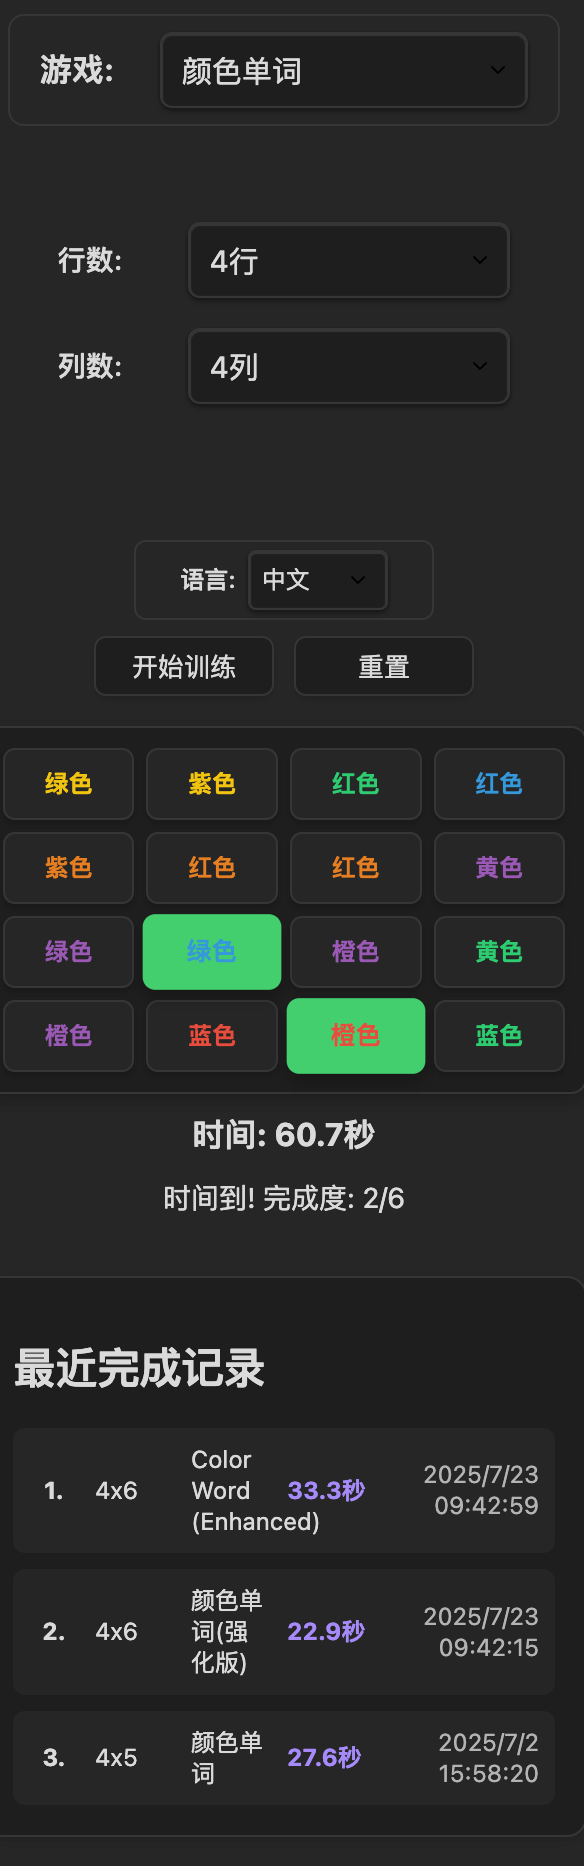 游戏: 颜色单词
行数: 4行
列数: 4列
语言: 中文
开始训练 重置
绿色 紫色 红色 红色
紫色 红色 红色 黄色
绿色 绿色 橙色 黄色
橙色 蓝色 橙色 蓝色
时间: 60.7秒
时间到! 完成度: 2/6
最近完成记录
1. 4x6 Color Word (Enhanced) 33.3秒 2025/7/23 09:42:59
2. 4x6 颜色单词(强化版) 22.9秒 2025/7/23 09:42:15
3. 4x5 颜色单词 27.6秒 2025/7/2 15:58:20